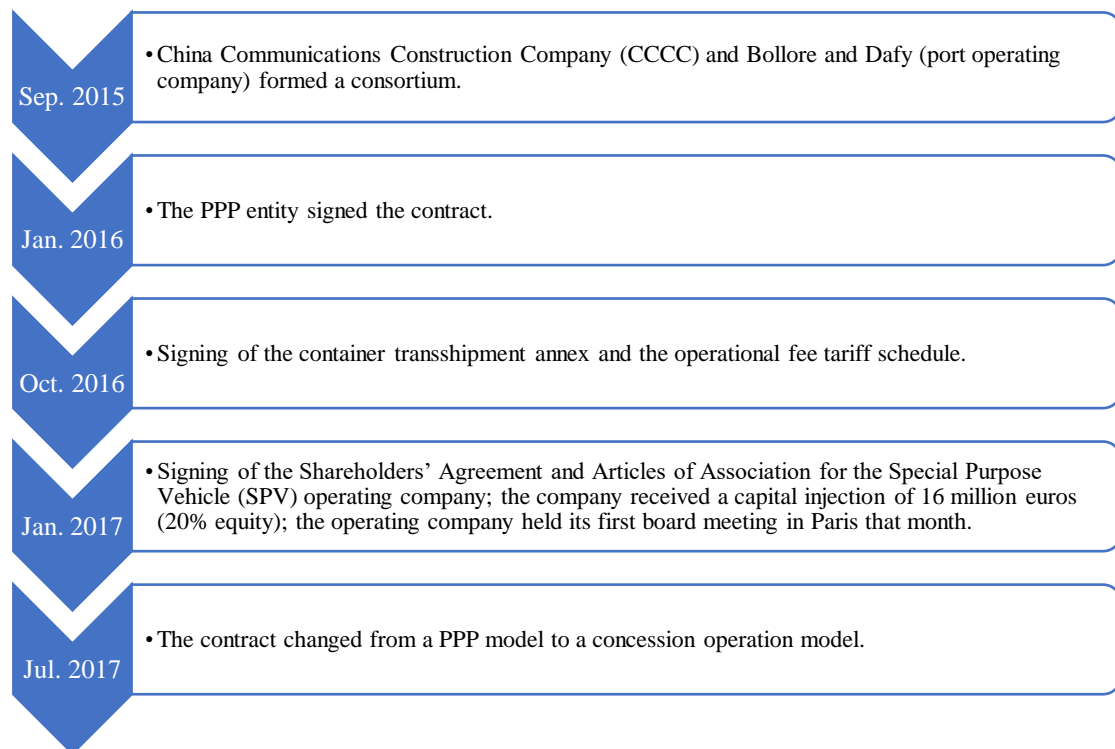 Sep. 2015
•China Communications Construction Company (CCCC) and Bollore and Dafy (port operating
company) formed a consortium.
Jan. 2016
•The PPP entity signed the contract.
Oct. 2016
•Signing of the container transshipment annex and the operational fee tariff schedule.
Jan. 2017
•Signing of the Shareholders’ Agreement and Articles of Association for the Special Purpose
Vehicle (SPV) operating company; the company received a capital injection of 16 million euros
(20% equity); the operating company held its first board meeting in Paris that month.
Jul. 2017
•The contract changed from a PPP model to a concession operation model.